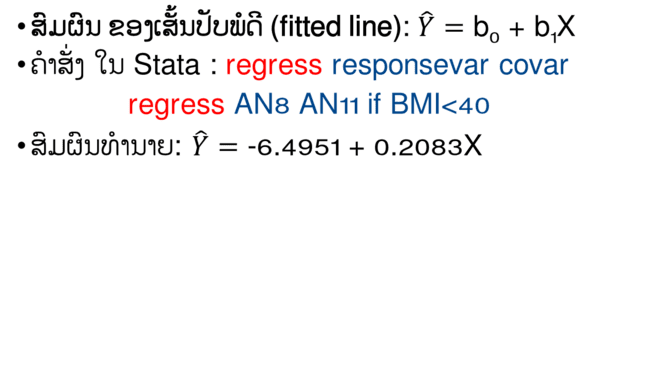 • ສົມຜົນ ຂອງເສັ້ນປັບພໍດີ (fitted line): Ŷ = b₀ + b₁X
• ຄຳສັ່ງ ໃນ Stata : regress responsevar covar
regress AN8 AN11 if BMI<40
• ສົມຜົນທຳນາຍ: Ŷ = -6.4951 + 0.2083X